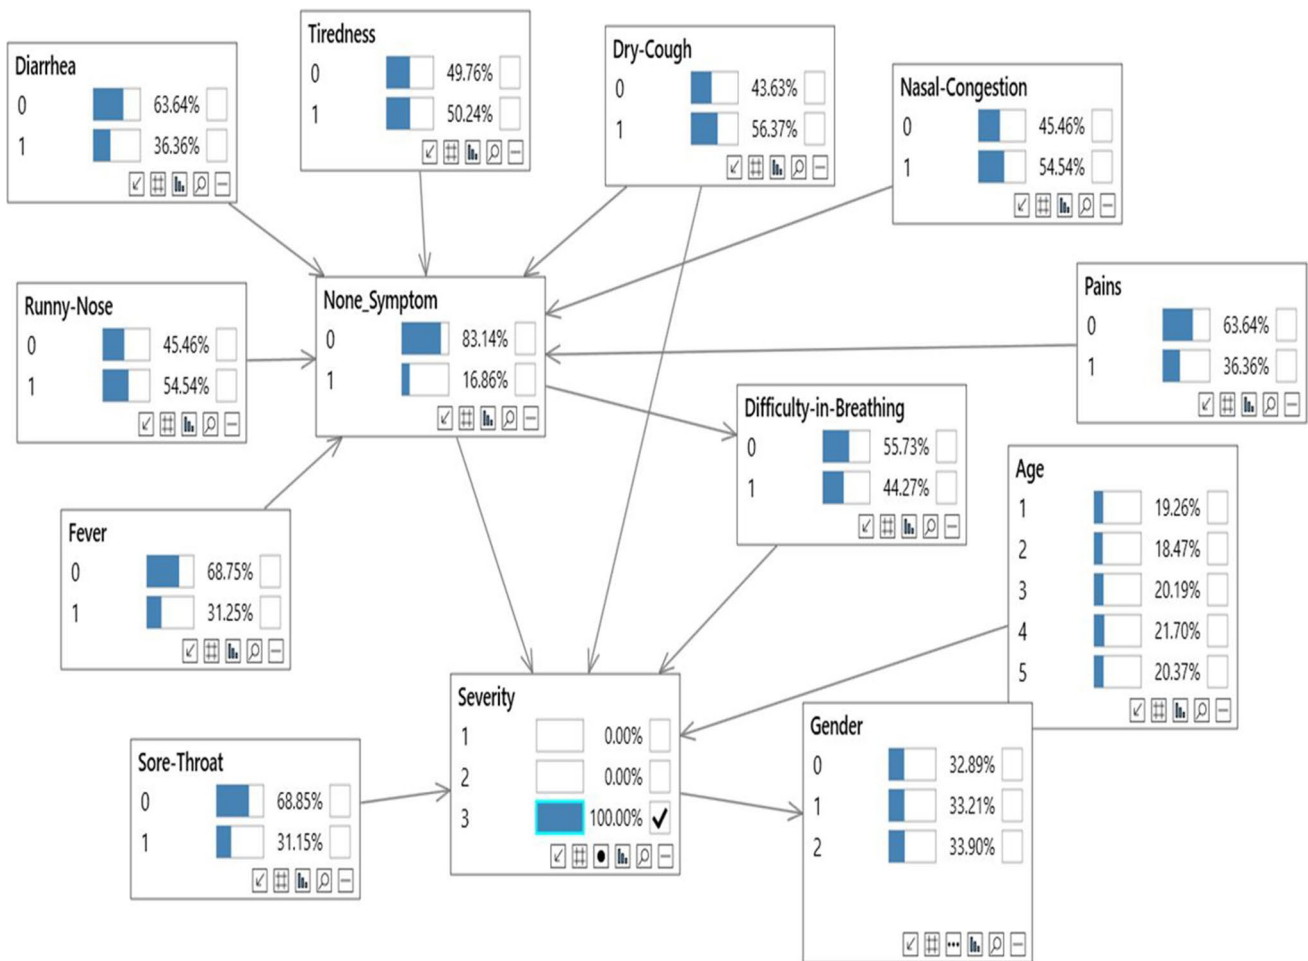 Diarrhea
0 63.64%
1 36.36%
Tiredness
0 49.76%
1 50.24%
Dry-Cough
0 43.63%
1 56.37%
Nasal-Congestion
0 45.46%
1 54.54%
Runny-Nose
0 45.46%
1 54.54%
None_Symptom
0 83.14%
1 16.86%
Pains
0 63.64%
1 36.36%
Difficulty-in-Breathing
0 55.73%
1 44.27%
Age
1 19.26%
2 18.47%
3 20.19%
4 21.70%
5 20.37%
Fever
0 68.75%
1 31.25%
Severity
1 0.00%
2 0.00%
3 100.00%
Gender
0 32.89%
1 33.21%
2 33.90%
Sore-Throat
0 68.85%
1 31.15%